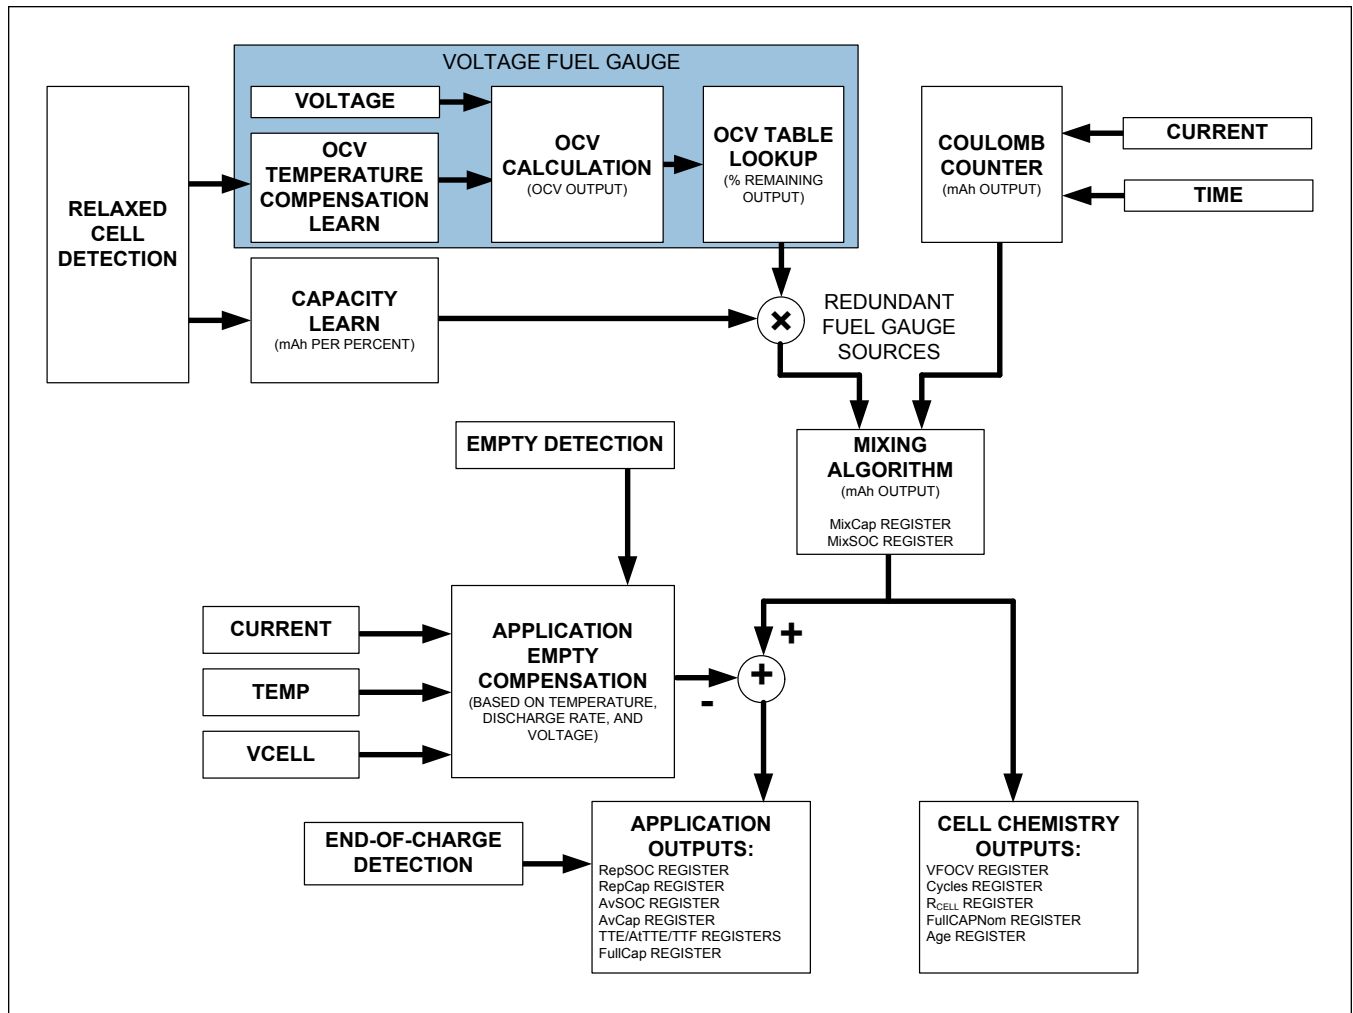 VOLTAGE FUEL GAUGE
VOLTAGE
OCV
TEMPERATURE
COMPENSATION
LEARN
OCV
CALCULATION
(OCV OUTPUT)
OCV TABLE
LOOKUP
(% REMAINING
OUTPUT)
COULOMB
COUNTER
(mAh OUTPUT)
CURRENT
TIME
RELAXED
CELL
DETECTION
CAPACITY
LEARN
(mAh PER PERCENT)
×
REDUNDANT
FUEL GAUGE
SOURCES
EMPTY DETECTION
MIXING
ALGORITHM
(mAh OUTPUT)
MixCap REGISTER
MixSOC REGISTER
CURRENT
TEMP
VCELL
APPLICATION
EMPTY
COMPENSATION
(BASED ON TEMPERATURE,
DISCHARGE RATE, AND
VOLTAGE)
+
+
-
END-OF-CHARGE
DETECTION
APPLICATION
OUTPUTS:
RepSOC REGISTER
RepCap REGISTER
AvSOC REGISTER
AvCap REGISTER
TTE/AtTTE/TTF REGISTERS
FullCap REGISTER
CELL CHEMISTRY
OUTPUTS:
VFOCV REGISTER
Cycles REGISTER
RCELL REGISTER
FullCAPNom REGISTER
Age REGISTER